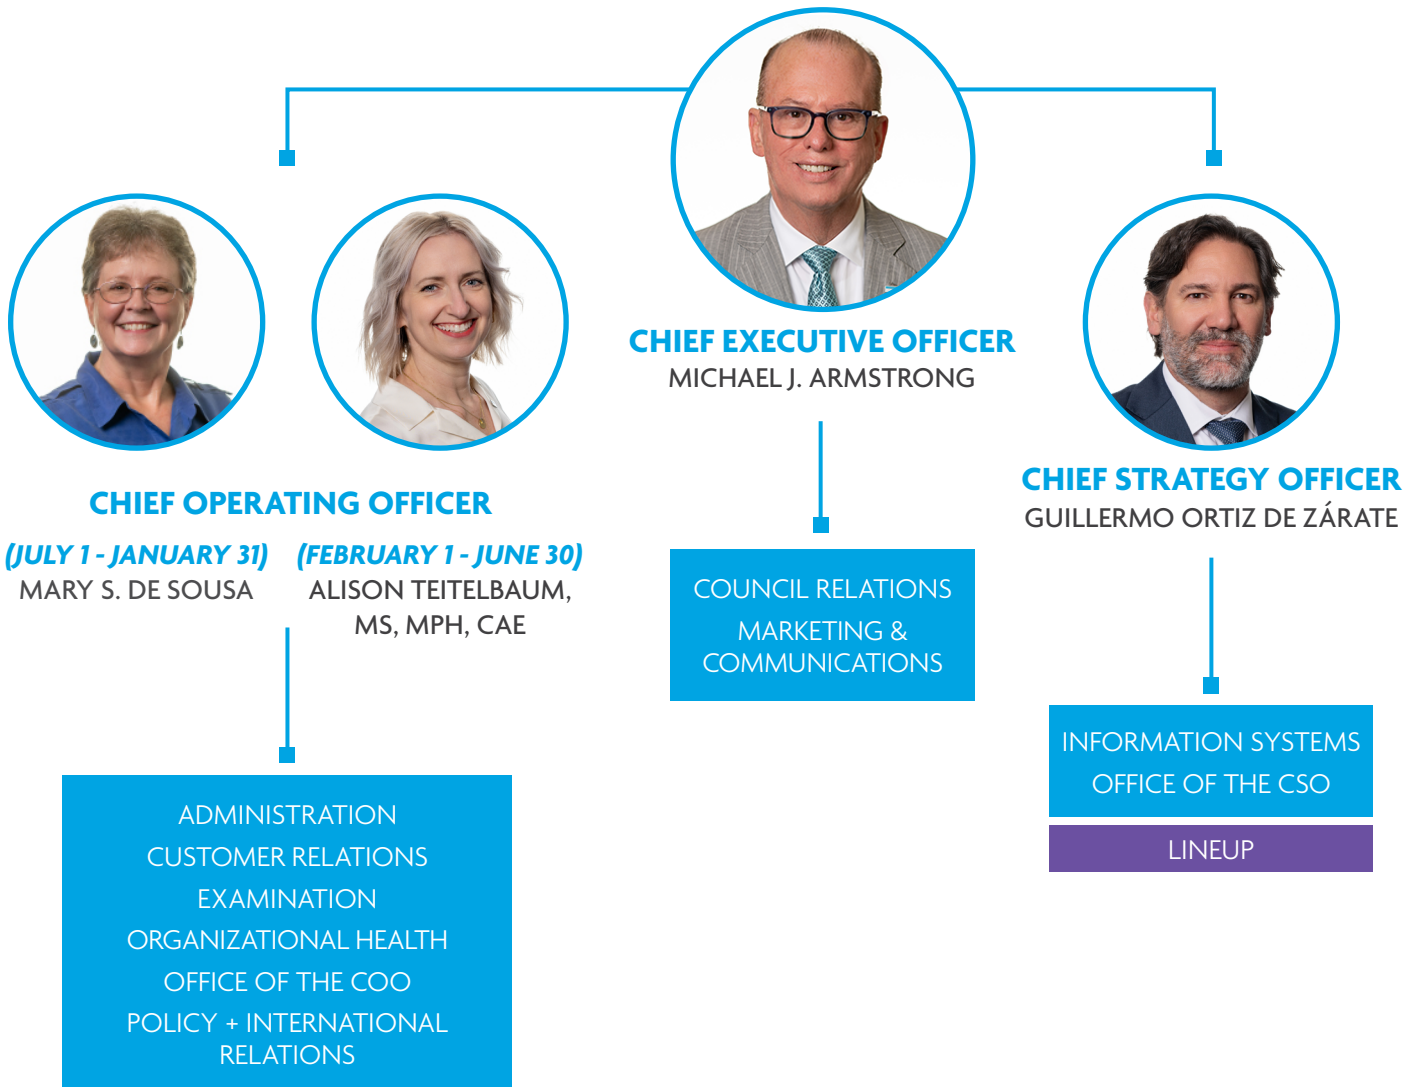 CHIEF EXECUTIVE OFFICER
MICHAEL J. ARMSTRONG
CHIEF OPERATING OFFICER
(JULY 1 - JANUARY 31)
MARY S. DE SOUSA
(FEBRUARY 1 - JUNE 30)
ALISON TEITELBAUM,
MS, MPH, CAE
CHIEF STRATEGY OFFICER
GUILLERMO ORTIZ DE ZÁRATE
COUNCIL RELATIONS
MARKETING &
COMMUNICATIONS
INFORMATION SYSTEMS
OFFICE OF THE CSO
LINEUP
ADMINISTRATION
CUSTOMER RELATIONS
EXAMINATION
ORGANIZATIONAL HEALTH
OFFICE OF THE COO
POLICY + INTERNATIONAL
RELATIONS